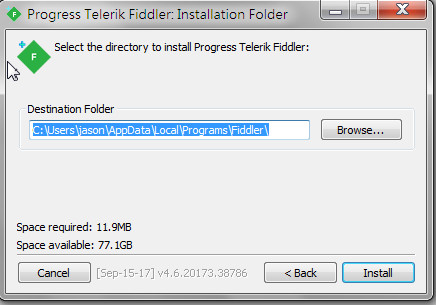 Progress Telerik Fiddler: Installation Folder
F
Select the directory to install Progress Telerik Fiddler:
Destination Folder
C:\Users\jason\AppData\Local\Programs\Fiddler\
Browse...
Space required: 11.9MB
Space available: 77.1GB
Cancel
[Sep-15-17] v4.6.20173.38786
< Back
Install